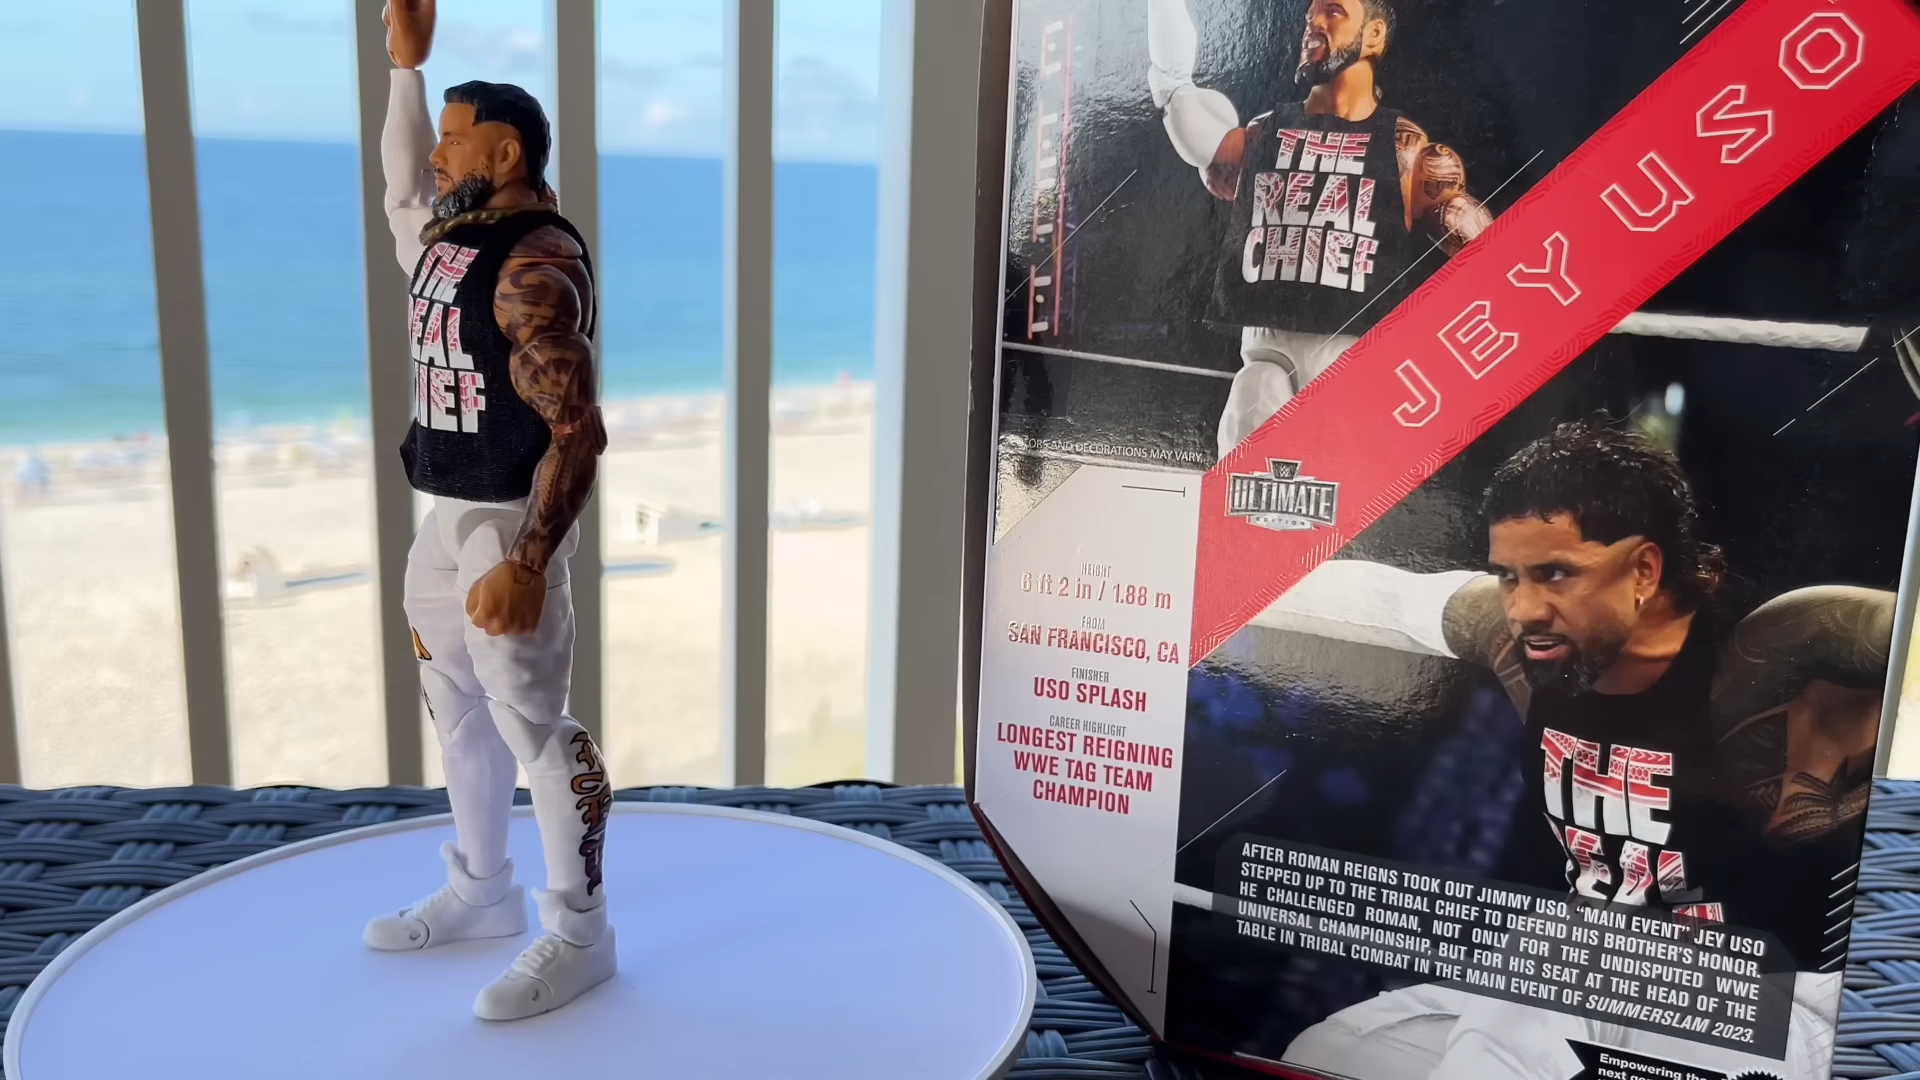 THE
REAL
CHIEF
THE
REAL
CHIEF
JEY USO
COLORS AND DECORATIONS MAY VARY.
W
ULTIMATE
EDITION
HEIGHT
6 ft 2 in / 1.88 m
FROM
SAN FRANCISCO, CA
FINISHER
USO SPLASH
CAREER HIGHLIGHT
LONGEST REIGNING
WWE TAG TEAM
CHAMPION
THE
REAL
AFTER ROMAN REIGNS TOOK OUT JIMMY USO, “MAIN EVENT” JEY USO
STEPPED UP TO THE TRIBAL CHIEF TO DEFEND HIS BROTHER’S HONOR.
HE CHALLENGED ROMAN, NOT ONLY FOR THE UNDISPUTED WWE
UNIVERSAL CHAMPIONSHIP, BUT FOR HIS SEAT AT THE HEAD OF THE
TABLE IN TRIBAL COMBAT IN THE MAIN EVENT OF SUMMERSLAM 2023.
Empowering the
next